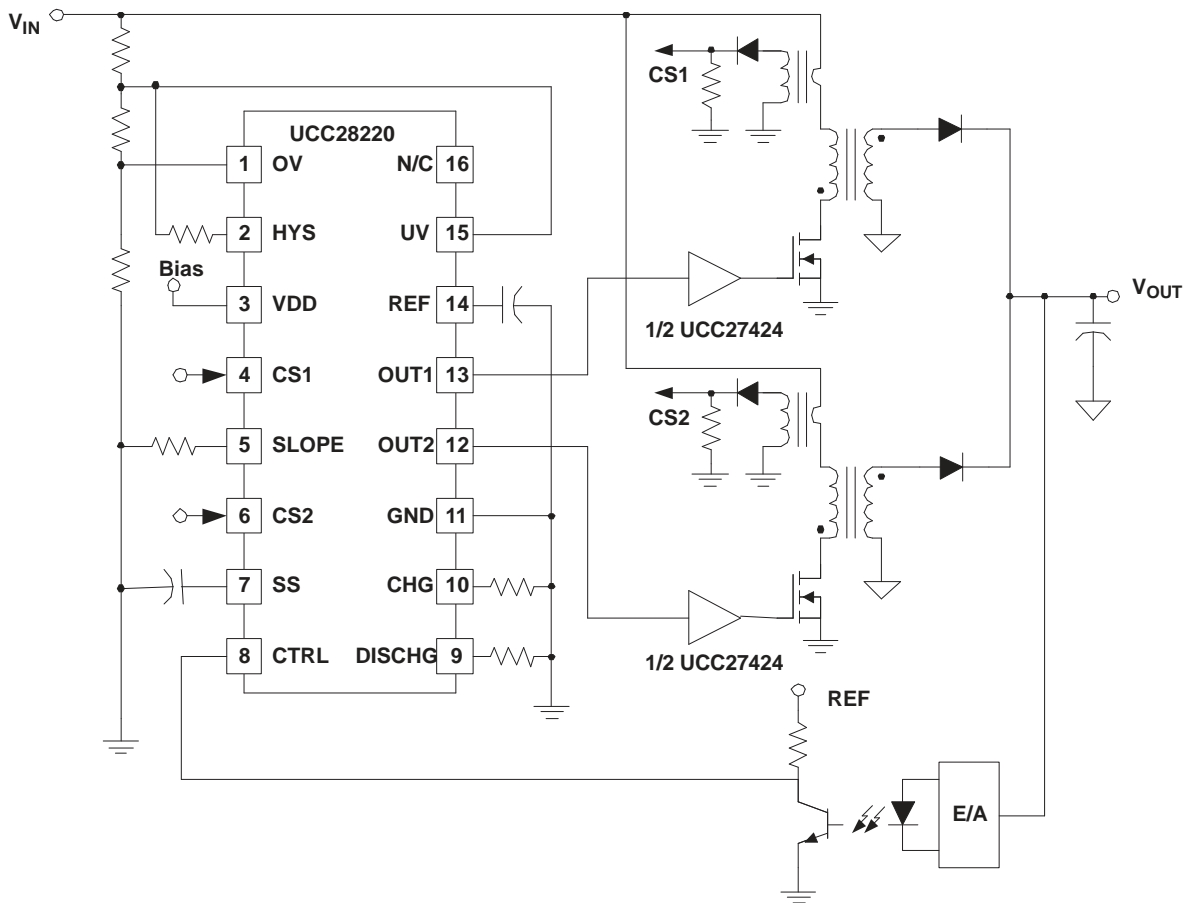 VIN
CS1
UCC28220
1 OV N/C 16
2 HYS UV 15
Bias
3 VDD REF 14
VOUT
1/2 UCC27424
4 CS1 OUT1 13
CS2
5 SLOPE OUT2 12
6 CS2 GND 11
7 SS CHG 10
8 CTRL DISCHG 9
1/2 UCC27424
REF
E/A